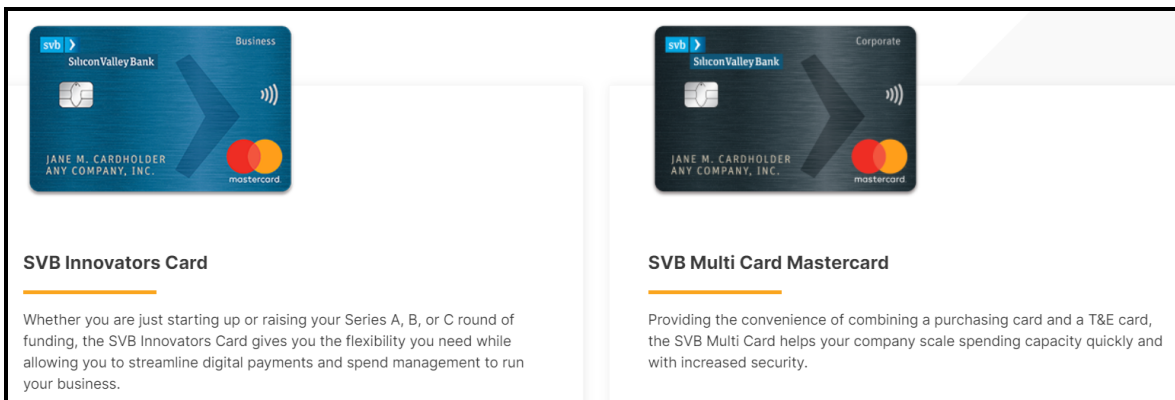 svb
Business
Silicon Valley Bank
JANE M. CARDHOLDER
ANY COMPANY, INC.
mastercard
SVB Innovators Card
Whether you are just starting up or raising your Series A, B, or C round of
funding, the SVB Innovators Card gives you the flexibility you need while
allowing you to streamline digital payments and spend management to run
your business.
svb
Corporate
Silicon Valley Bank
JANE M. CARDHOLDER
ANY COMPANY, INC.
mastercard
SVB Multi Card Mastercard
Providing the convenience of combining a purchasing card and a T&E card,
the SVB Multi Card helps your company scale spending capacity quickly and
with increased security.